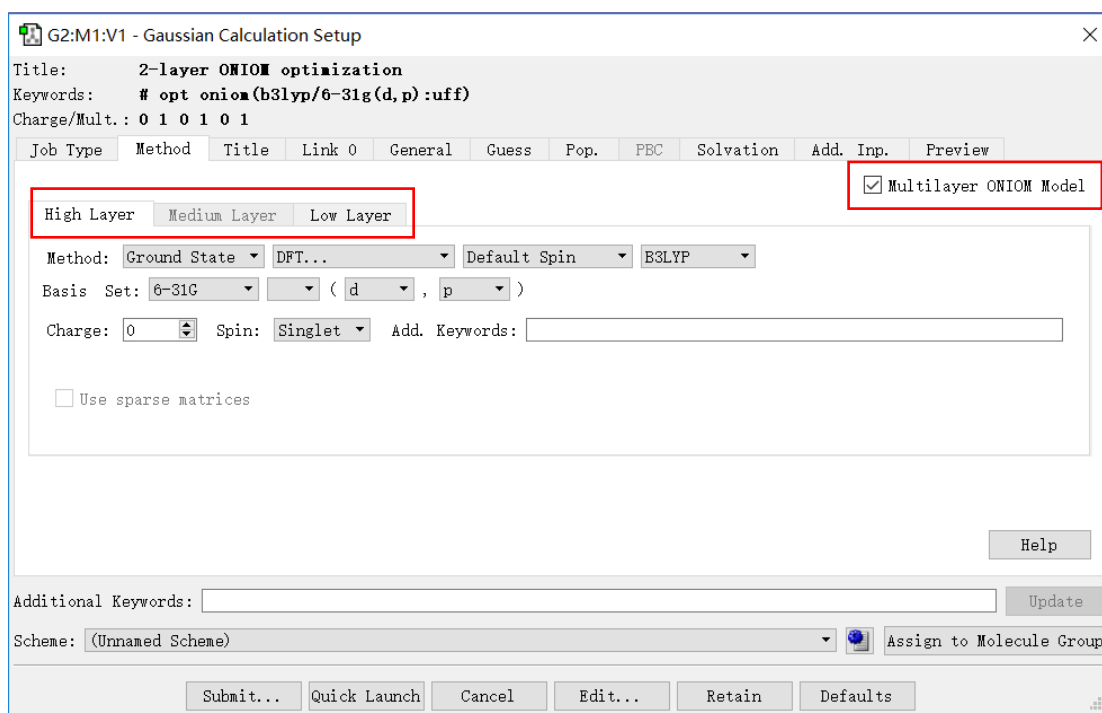 G2:M1:V1 - Gaussian Calculation Setup
Title: 2-layer ONIOM optimization
Keywords: # opt oniom(b3lyp/6-31g(d,p):uff)
Charge/Mult.: 0 1 0 1 0 1
Job Type Method Title Link 0 General Guess Pop. PBC Solvation Add. Inp. Preview
Multilayer ONIOM Model
High Layer Medium Layer Low Layer
Method: Ground State DFT... Default Spin B3LYP
Basis Set: 6-31G ( d , p )
Charge: 0 Spin: Singlet Add. Keywords:
Use sparse matrices
Help
Additional Keywords: Update
Scheme: (Unnamed Scheme) Assign to Molecule Group
Submit... Quick Launch Cancel Edit... Retain Defaults